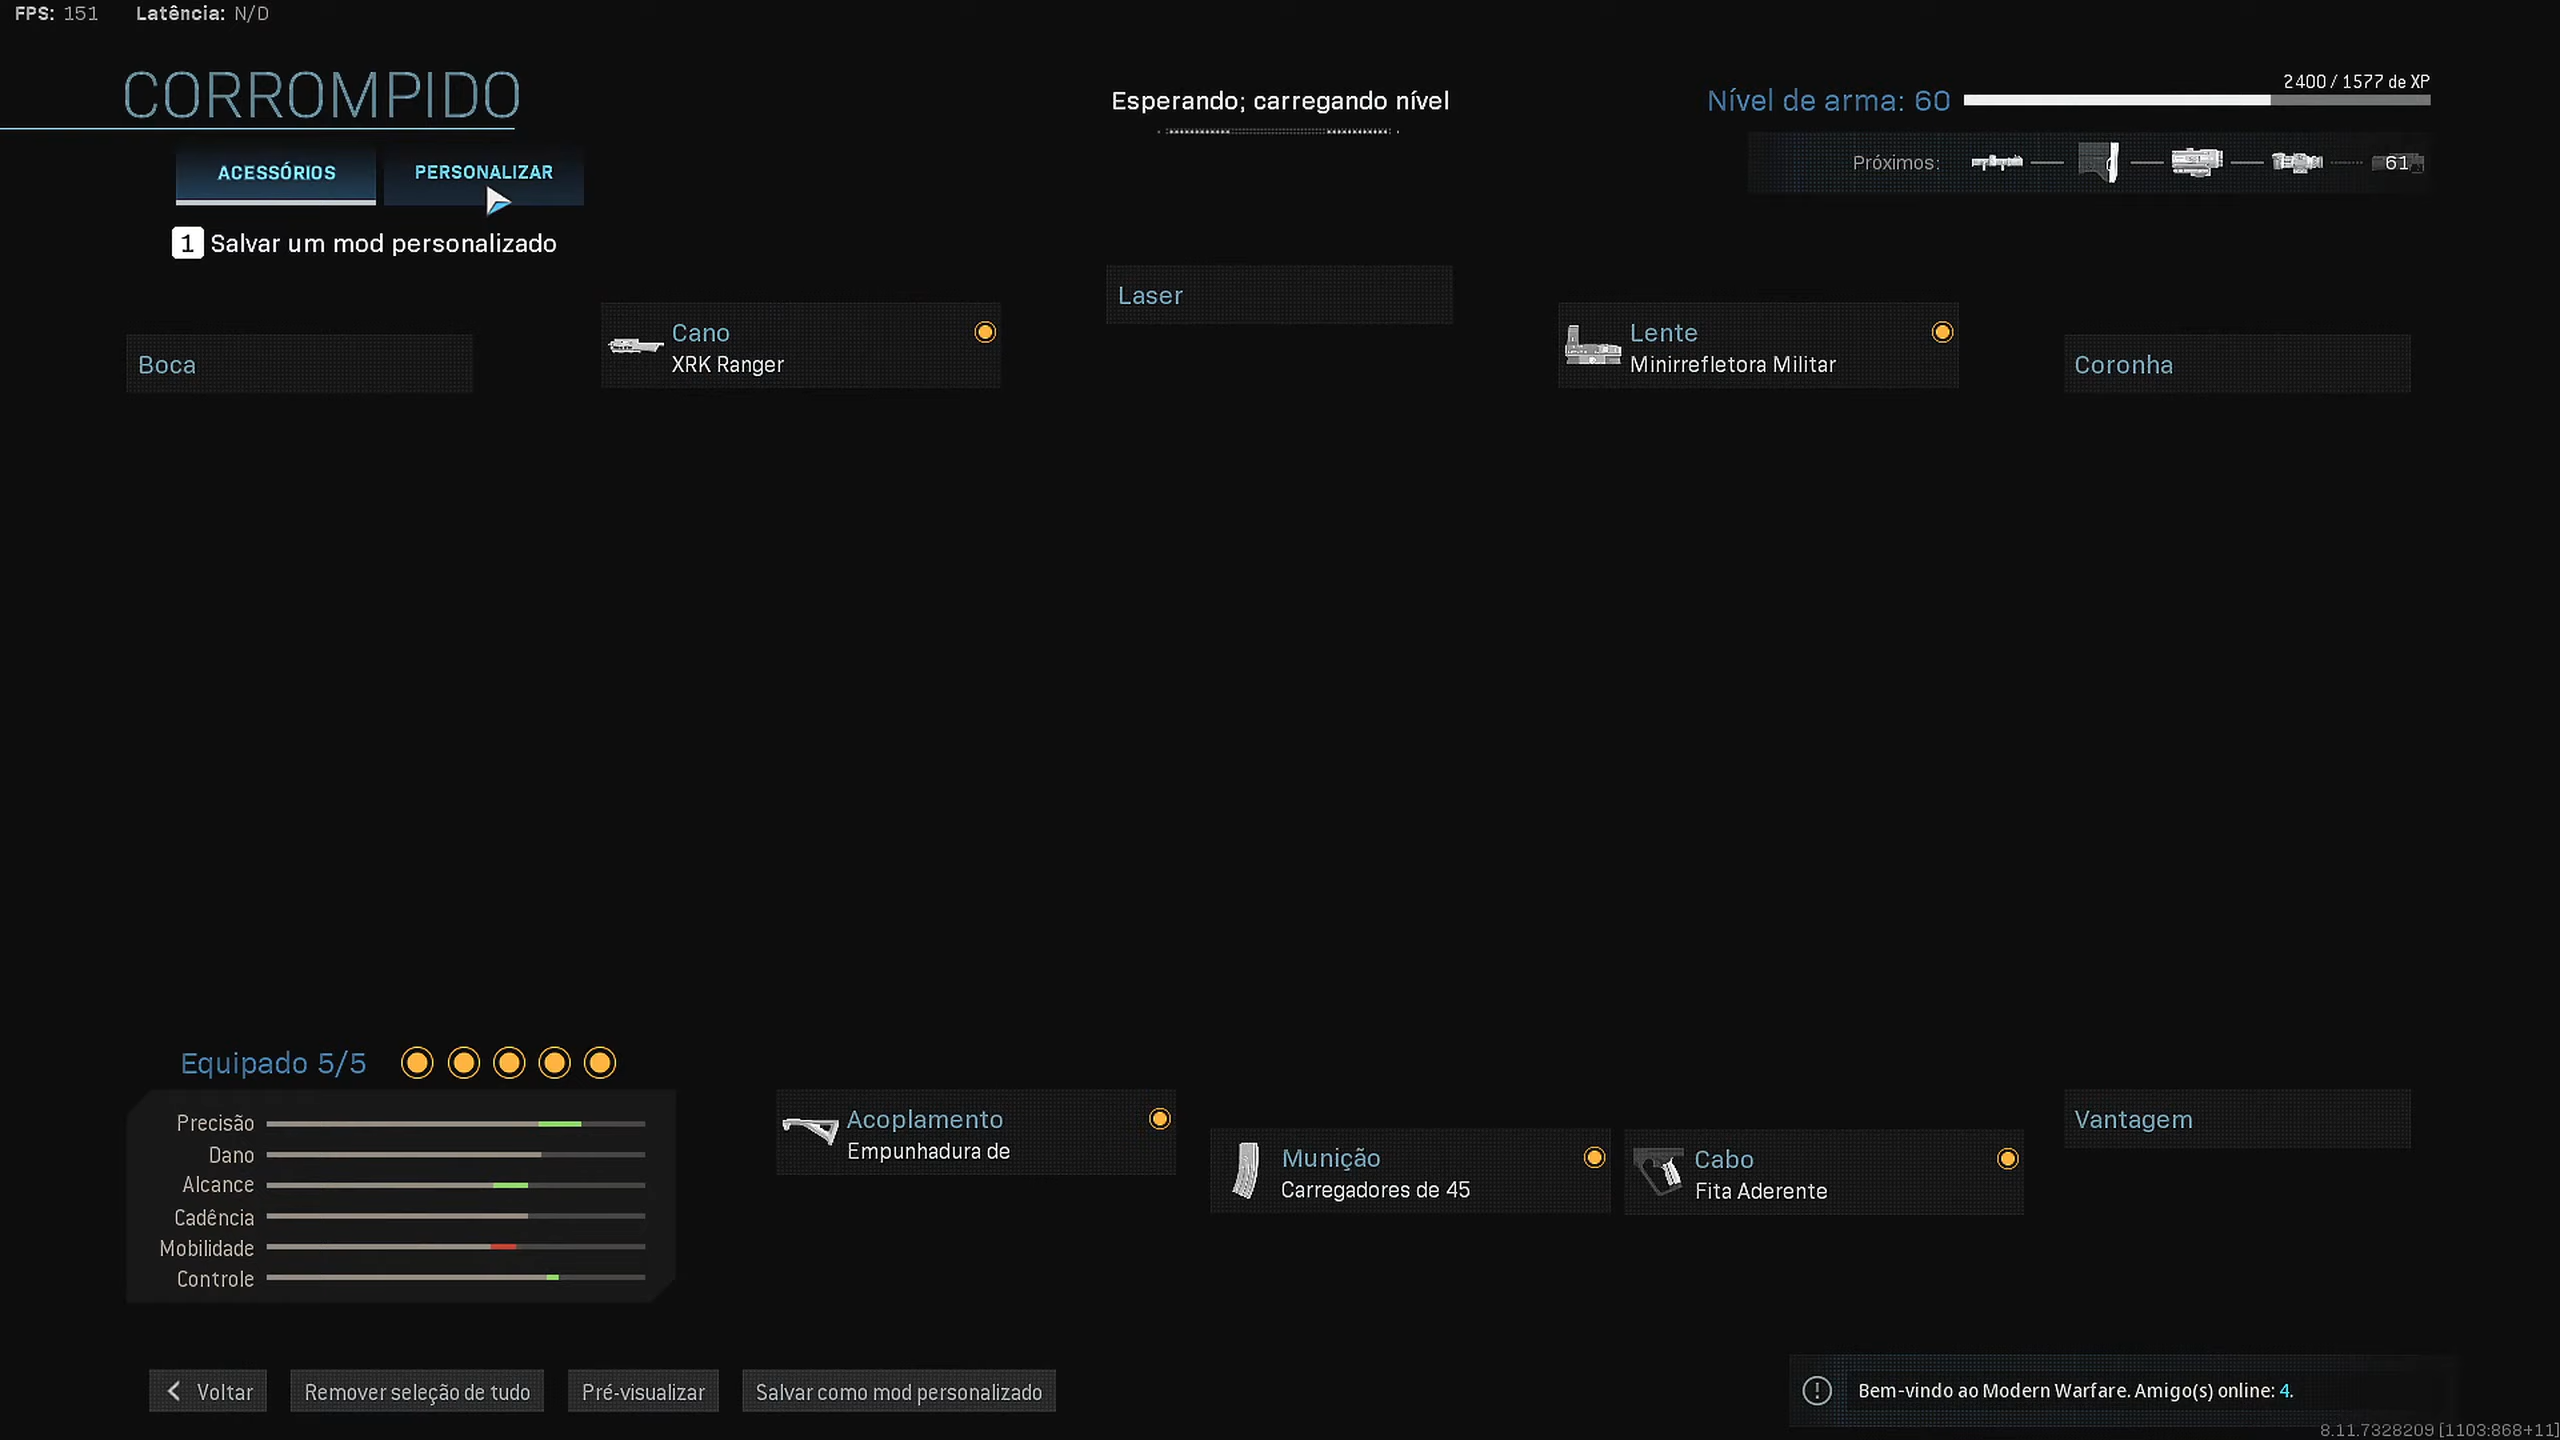 FPS: 151 Latência: N/D
CORROMPIDO
Esperando; carregando nível
Nível de arma: 60
2400 / 1577 de XP
Próximos:
61
ACESSÓRIOS
PERSONALIZAR
1 Salvar um mod personalizado
Boca
Cano
XRK Ranger
Laser
Lente
Minirrefletora Militar
Coronha
Equipado 5/5
Precisão
Dano
Alcance
Cadência
Mobilidade
Controle
Acoplamento
Empunhadura de
Munição
Carregadores de 45
Cabo
Fita Aderente
Vantagem
Voltar
Remover seleção de tudo
Pré-visualizar
Salvar como mod personalizado
Bem-vindo ao Modern Warfare. Amigo(s) online: 4.
8.11.7328209 [1103:868+11]